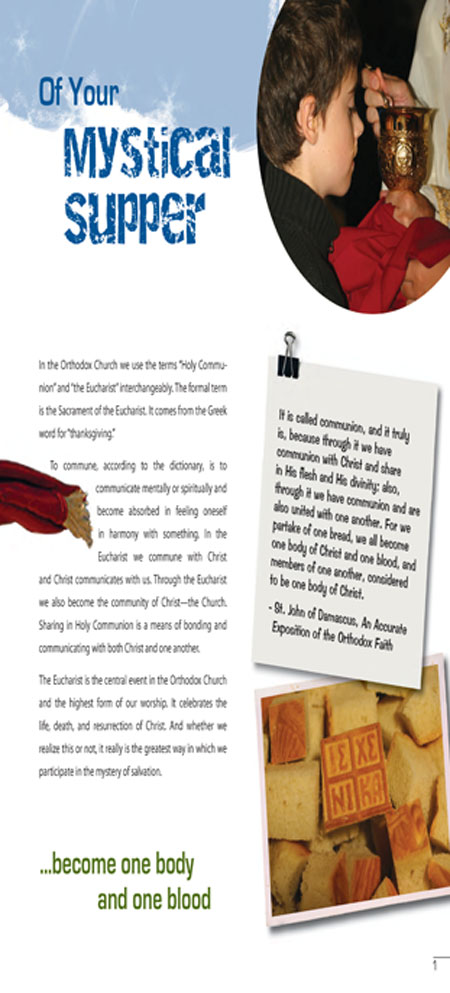 Of Your
Mystical
Supper
In the Orthodox Church we use the terms "Holy Commu-
nion" and "the Eucharist" interchangeably. The formal term
is the Sacrament of the Eucharist. It comes from the Greek
word for "thanksgiving."
To commune, according to the dictionary, is to
communicate mentally or spiritually and
become absorbed in feeling oneself
in harmony with something. In the
Eucharist we commune with Christ
and Christ communicates with us. Through the Eucharist
we also become the community of Christ—the Church.
Sharing in Holy Communion is a means of bonding and
communicating with both Christ and one another.
The Eucharist is the central event in the Orthodox Church
and the highest form of our worship. It celebrates the
life, death, and resurrection of Christ. And whether we
realize this or not, it really is the greatest way in which we
participate in the mystery of salvation.
...become one body
and one blood
It is called communion, and it truly
is, because through it we have
communion with Christ and share
in His flesh and His divinity: also,
through it we have communion and are
also united with one another. For we
partake of one bread, we all become
one body of Christ and one blood, and
members of one another, considered
to be one body of Christ.
- St. John of Damascus, An Accurate
Exposition of the Orthodox Faith
IC XC
NI KA
1